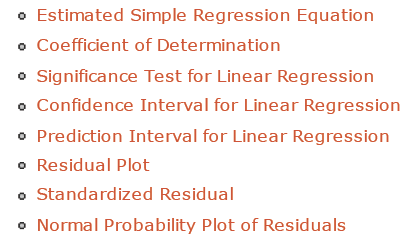 Estimated Simple Regression Equation
Coefficient of Determination
Significance Test for Linear Regression
Confidence Interval for Linear Regression
Prediction Interval for Linear Regression
Residual Plot
Standardized Residual
Normal Probability Plot of Residuals